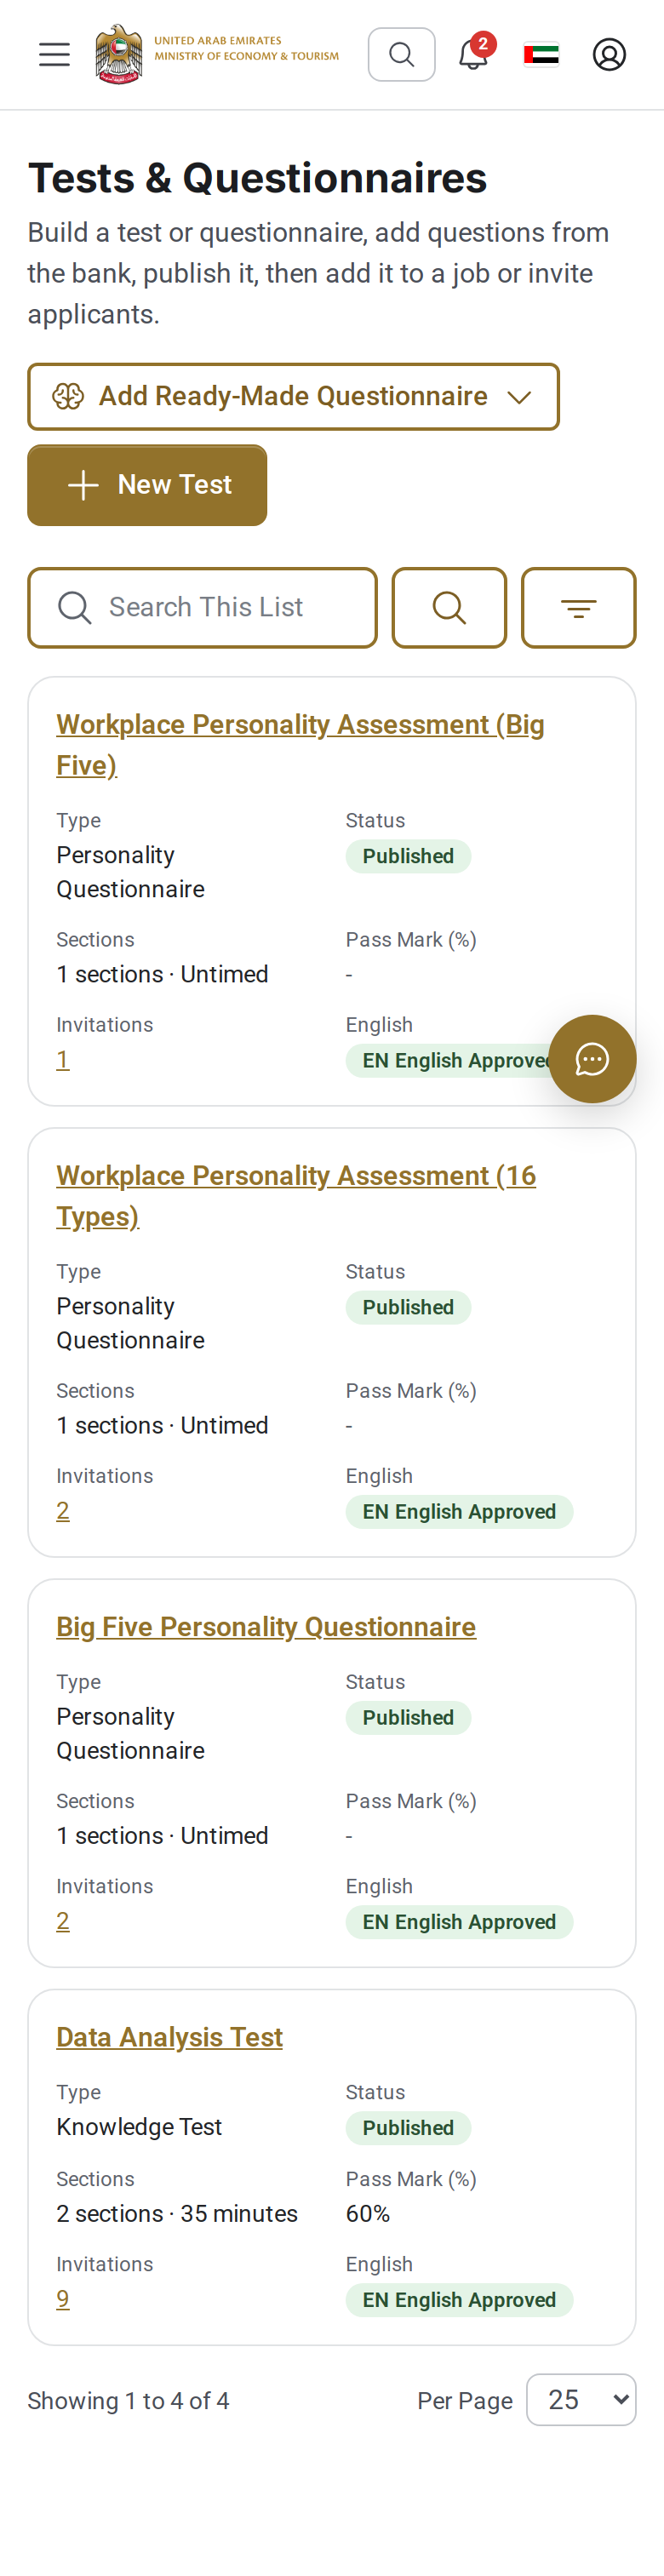 UNITED ARAB EMIRATES
MINISTRY OF ECONOMY & TOURISM
2
Tests & Questionnaires
Build a test or questionnaire, add questions from
the bank, publish it, then add it to a job or invite
applicants.
Add Ready-Made Questionnaire
New Test
Search This List
Workplace Personality Assessment (Big
Five)
Type Status
Personality
Questionnaire
Published
Sections Pass Mark (%)
1 sections · Untimed -
Invitations English
1 EN English Approved
Workplace Personality Assessment (16
Types)
Type Status
Personality
Questionnaire
Published
Sections Pass Mark (%)
1 sections · Untimed -
Invitations English
2 EN English Approved
Big Five Personality Questionnaire
Type Status
Personality
Questionnaire
Published
Sections Pass Mark (%)
1 sections · Untimed -
Invitations English
2 EN English Approved
Data Analysis Test
Type Status
Knowledge Test Published
Sections Pass Mark (%)
2 sections · 35 minutes 60%
Invitations English
9 EN English Approved
Showing 1 to 4 of 4 Per Page 25